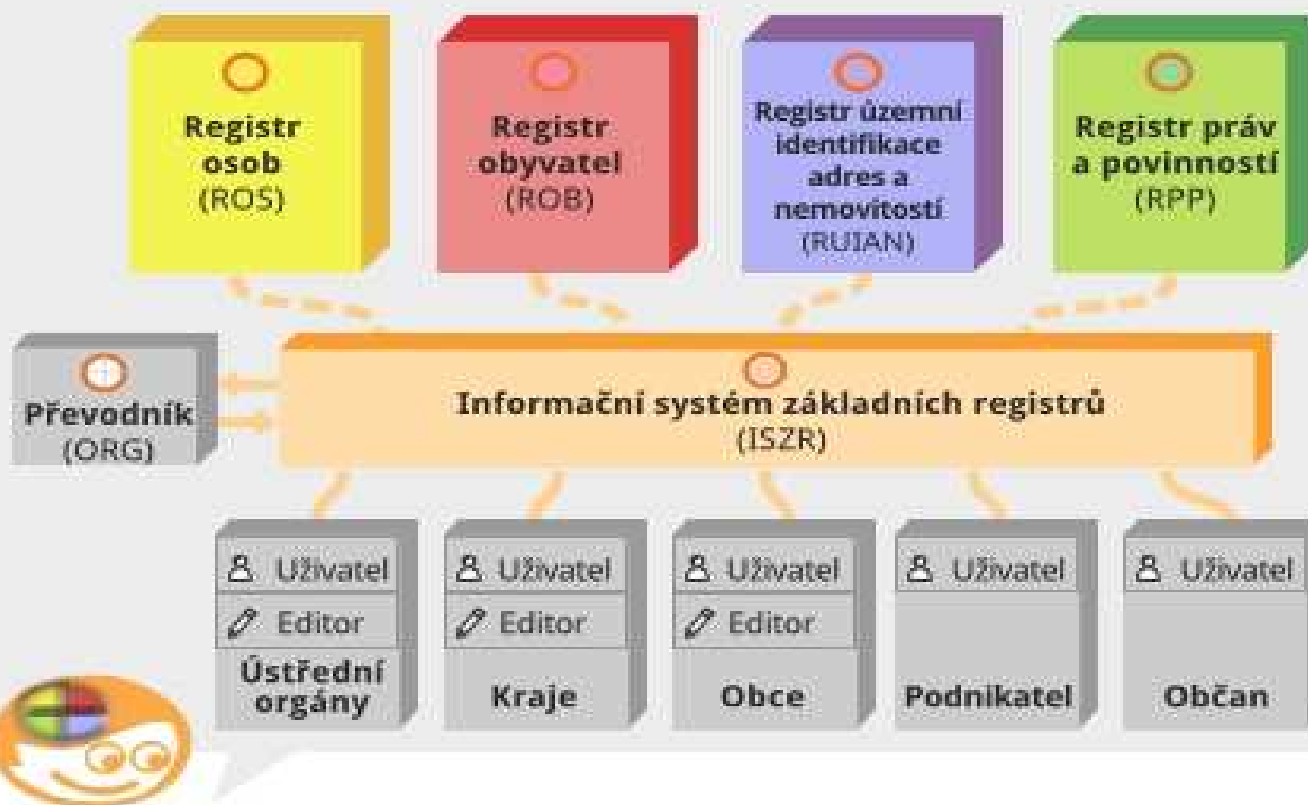 Registr
osob
(ROS)
Registr
obyvatel
(ROB)
Registr územní
identifikace
adres a
nemovitostí
(RUIAN)
Registr práv
a povinností
(RPP)
Převodník
(ORG)
Informační systém základních registrů
(ISZR)
Uživatel
Editor
Ústřední
orgány
Uživatel
Editor
Kraje
Uživatel
Editor
Obce
Uživatel
Podnikatel
Uživatel
Občan